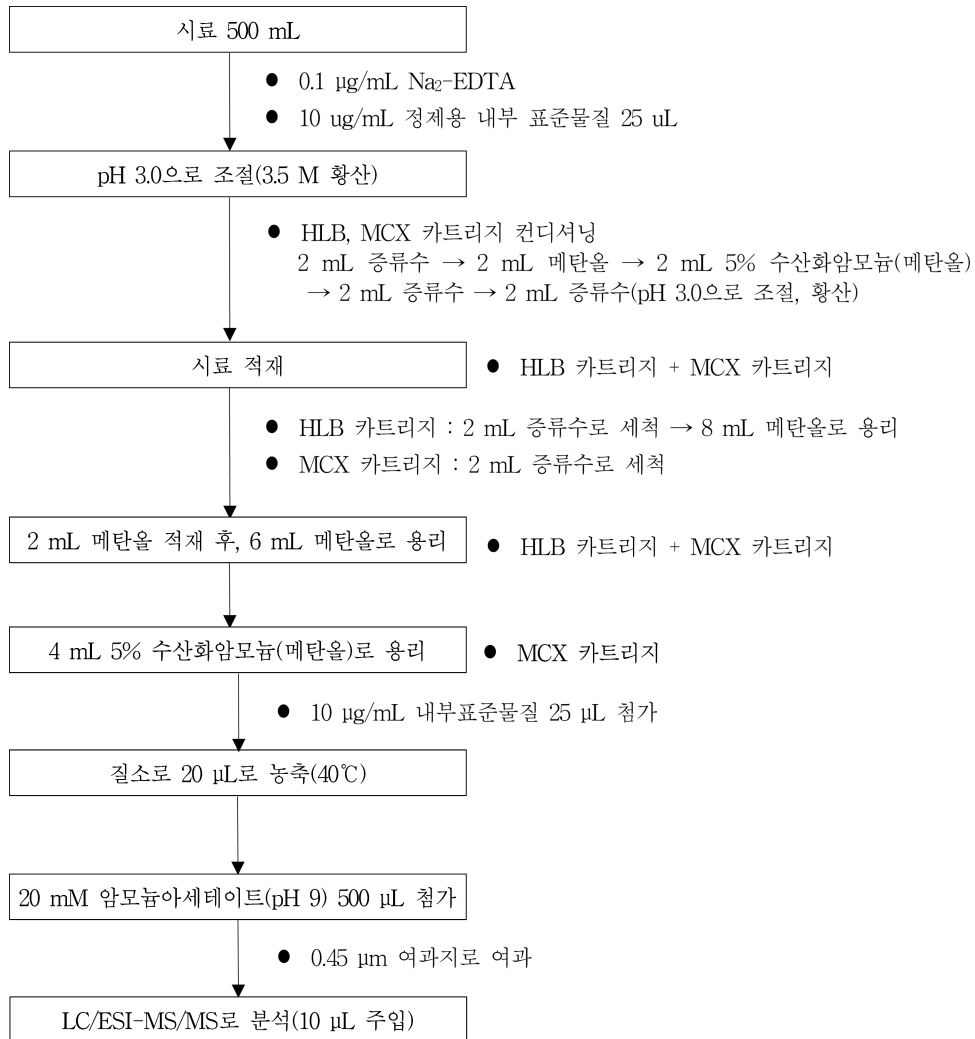 시료 500 mL
● 0.1 µg/mL Na₂-EDTA
● 10 ug/mL 정제용 내부 표준물질 25 uL
pH 3.0으로 조절(3.5 M 황산)
● HLB, MCX 카트리지 컨디셔닝
2 mL 증류수 → 2 mL 메탄올 → 2 mL 5% 수산화암모늄(메탄올)
→ 2 mL 증류수 → 2 mL 증류수(pH 3.0으로 조절, 황산)
시료 적재
● HLB 카트리지 + MCX 카트리지
● HLB 카트리지 : 2 mL 증류수로 세척 → 8 mL 메탄올로 용리
● MCX 카트리지 : 2 mL 증류수로 세척
2 mL 메탄올 적재 후, 6 mL 메탄올로 용리
● HLB 카트리지 + MCX 카트리지
4 mL 5% 수산화암모늄(메탄올)로 용리
● MCX 카트리지
● 10 µg/mL 내부표준물질 25 µL 첨가
질소로 20 µL로 농축(40℃)
20 mM 암모늄아세테이트(pH 9) 500 µL 첨가
● 0.45 µm 여과지로 여과
LC/ESI-MS/MS로 분석(10 µL 주입)